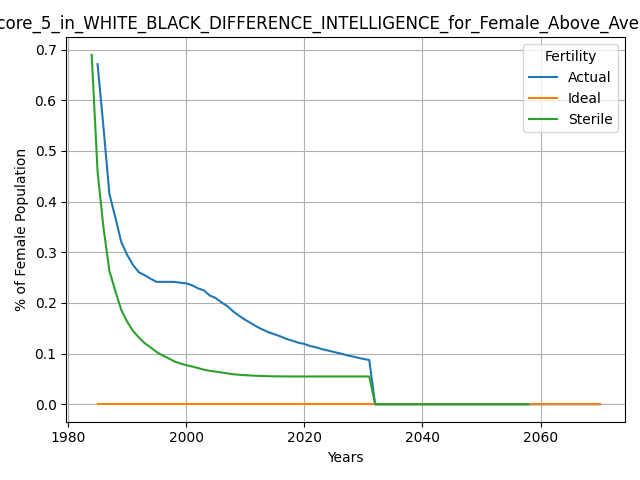 core_5_in_WHITE_BLACK_DIFFERENCE_INTELLIGENCE_for_Female_Above_Ave
0.7
0.6
0.5
0.4
0.3
0.2
0.1
0.0
% of Female Population
Fertility
Actual
Ideal
Sterile
1980 2000 2020 2040 2060
Years